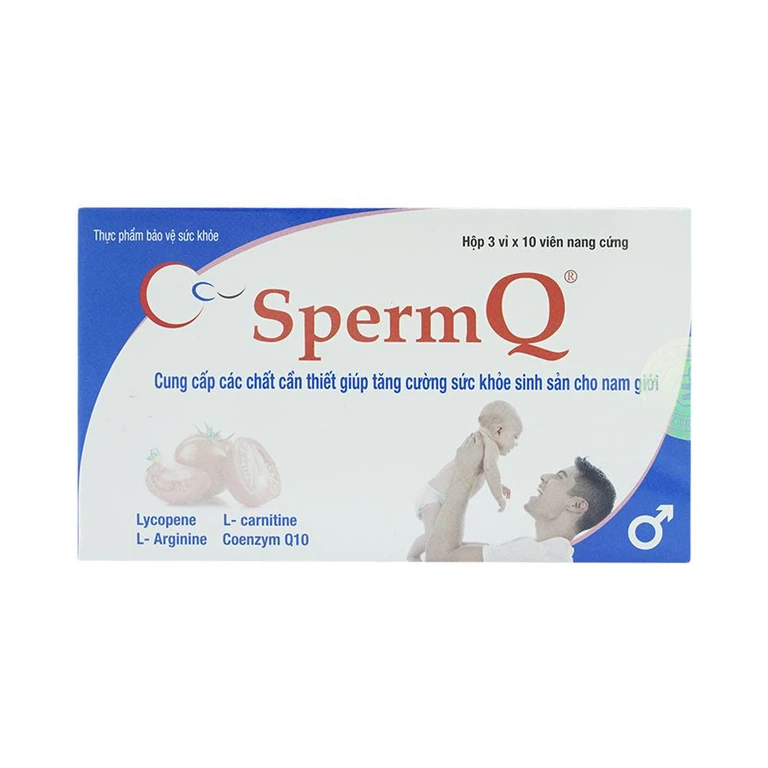 Thực phẩm bảo vệ sức khỏe
Hộp 3 vỉ x 10 viên nang cứng
SpermQ®
Cung cấp các chất cần thiết giúp tăng cường sức khỏe sinh sản cho nam giới
Lycopene L- carnitine
L- Arginine Coenzym Q10